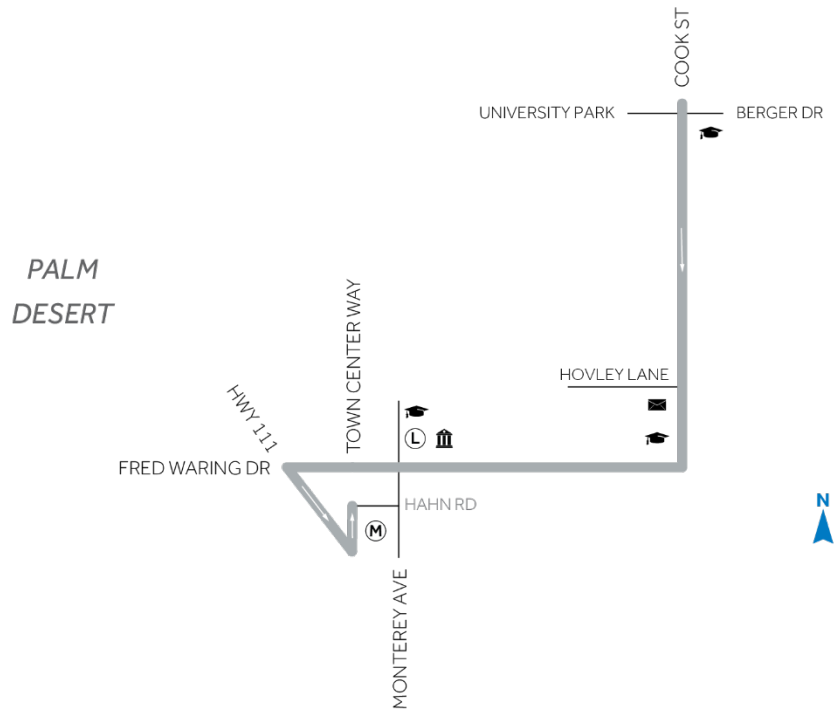 COOK ST
UNIVERSITY PARK
BERGER DR
PALM
DESERT
TOWN CENTER WAY
HOVLEY LANE
HWY 111
L
FRED WARING DR
HAHN RD
M
N
MONTEREY AVE